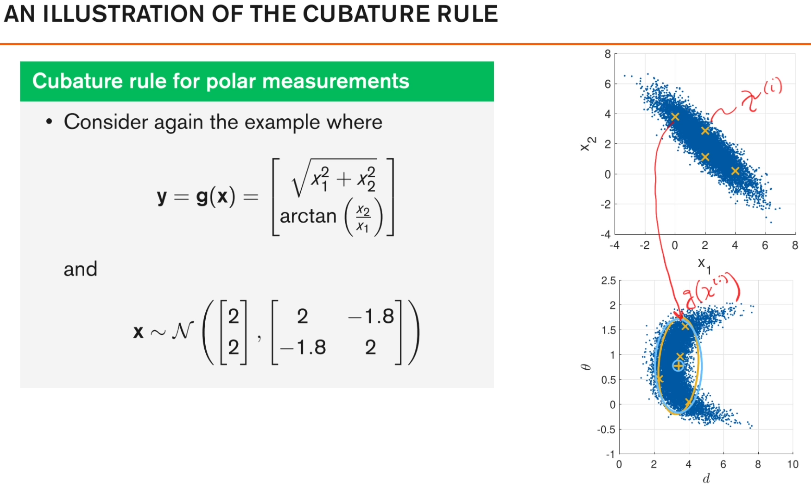 AN ILLUSTRATION OF THE CUBATURE RULE
Cubature rule for polar measurements
• Consider again the example where
y = g(x) = [ √(x₁² + x₂²) ; arctan (x₂/x₁) ]
and
x ∼ 𝒩 ( [2 ; 2] , [2 −1.8 ; −1.8 2] )
8
6
4
2
0
-2
-4
x₂
-4 -2 0 2 4 6 8
x₁
𝒳⁽ⁱ⁾
2.5
2
1.5
1
0.5
0
-0.5
-1
θ
0 2 4 6 8 10
d
g(𝒳⁽ⁱ⁾)